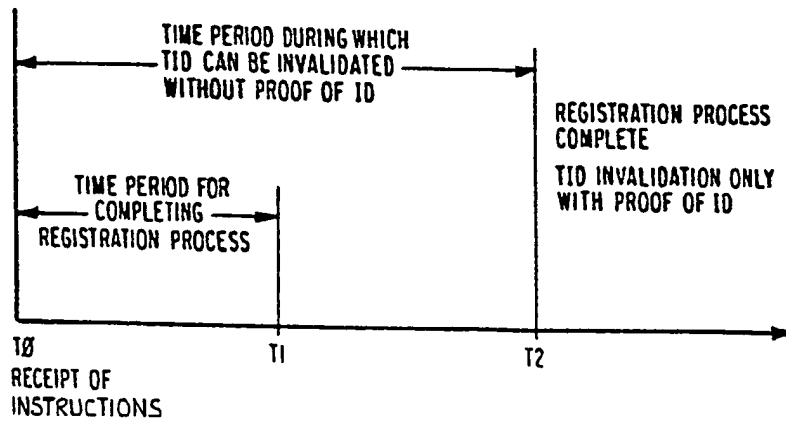 TIME PERIOD DURING WHICH
TID CAN BE INVALIDATED
WITHOUT PROOF OF ID
REGISTRATION PROCESS
COMPLETE
TID INVALIDATION ONLY
WITH PROOF OF ID
TIME PERIOD FOR
COMPLETING
REGISTRATION PROCESS
TØ
T1
T2
RECEIPT OF
INSTRUCTIONS